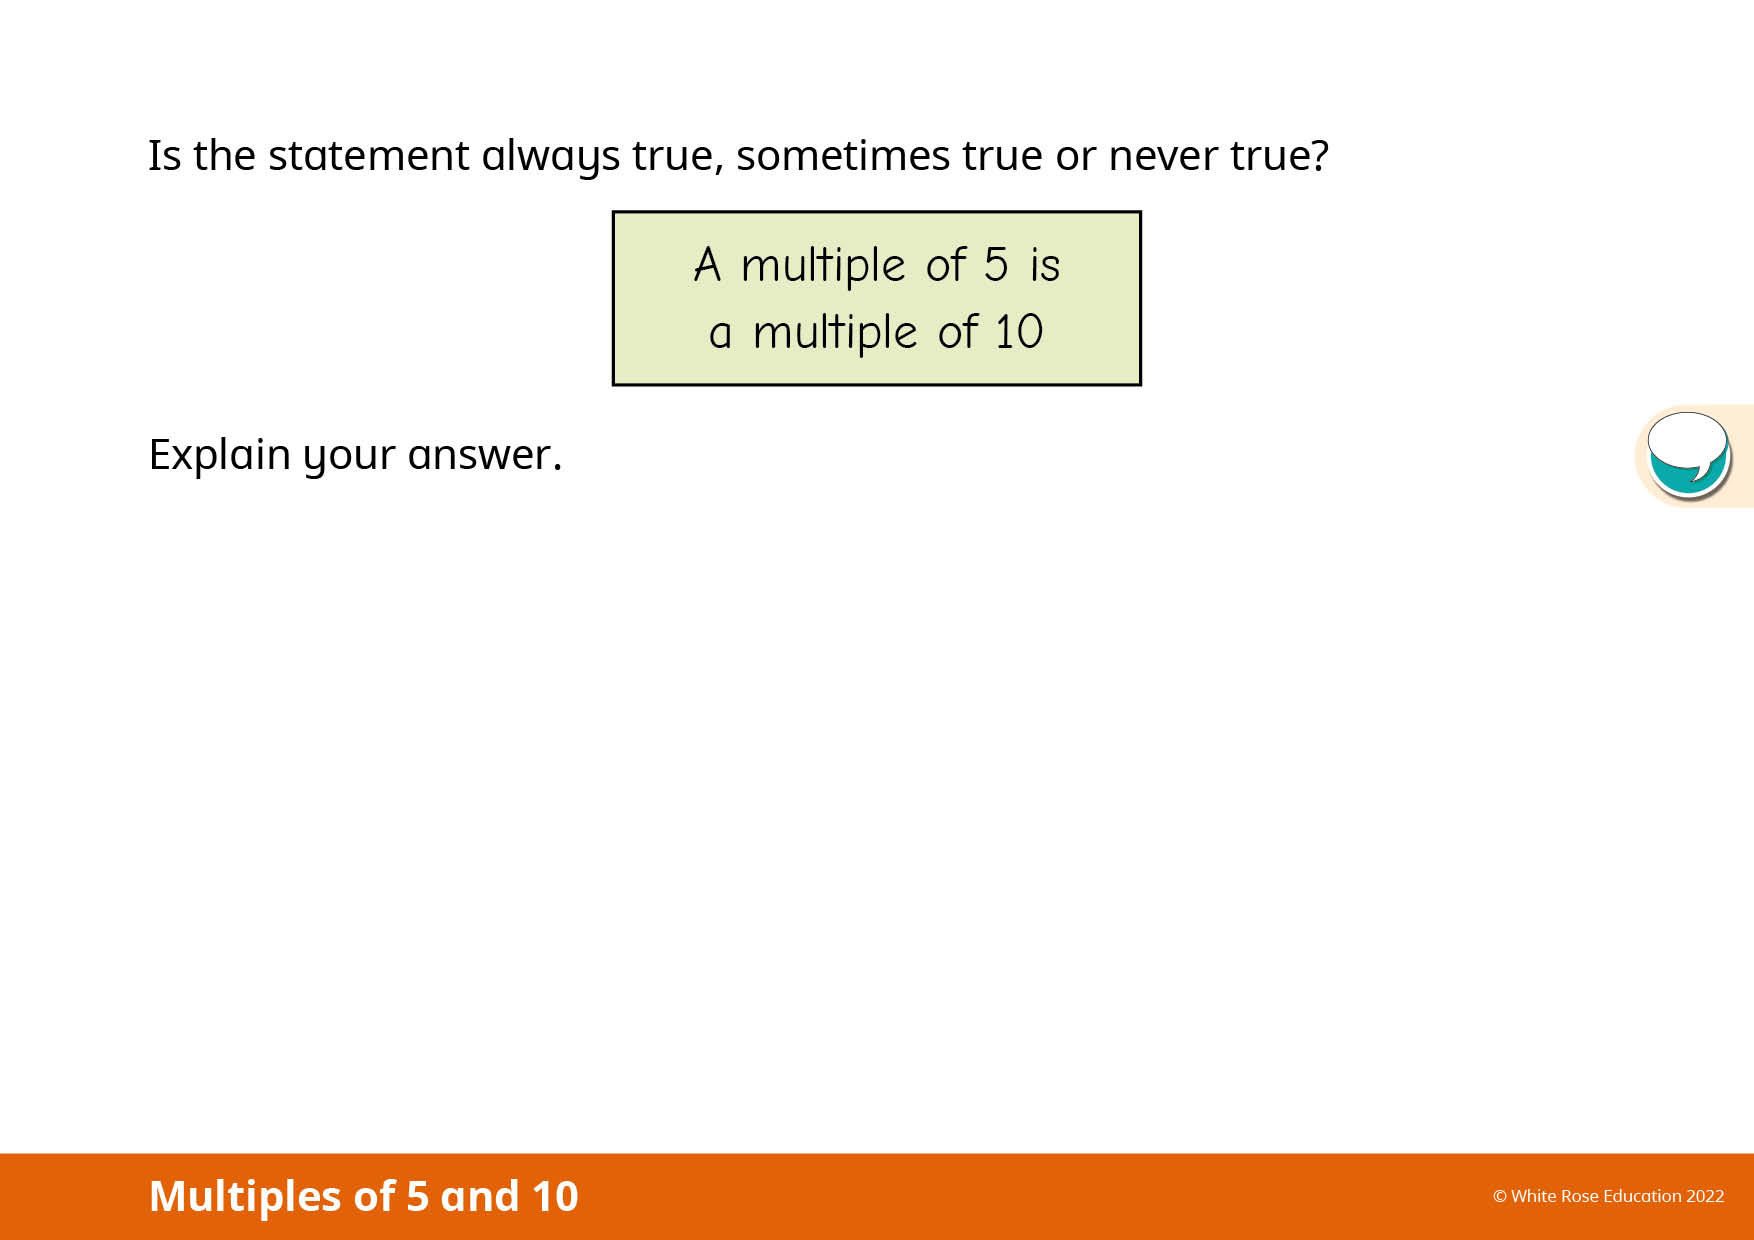 Is the statement always true, sometimes true or never true?
A multiple of 5 is
a multiple of 10
Explain your answer.
Multiples of 5 and 10
© White Rose Education 2022